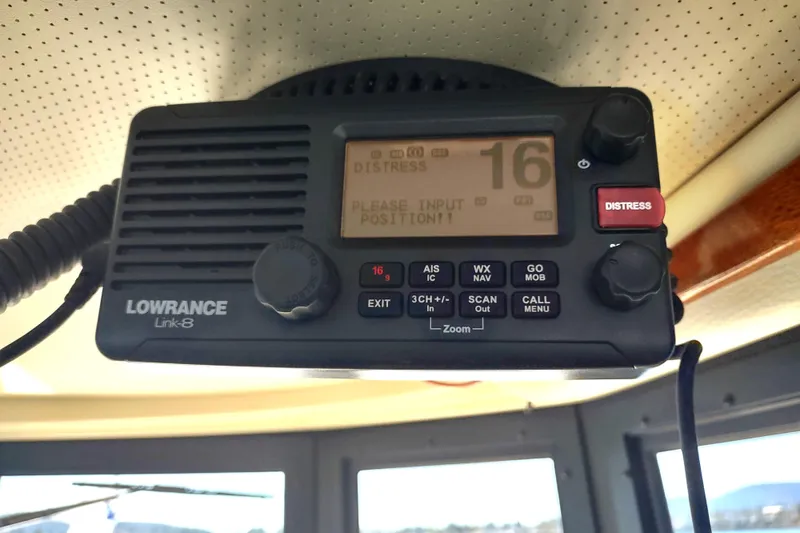 16
DISTRESS
PLEASE INPUT
POSITION!!
DISTRESS
16 9
AIS
IC
WX
NAV
GO
MOB
EXIT
3CH +/-
In
SCAN
Out
CALL
MENU
Zoom
LOWRANCE
Link-8